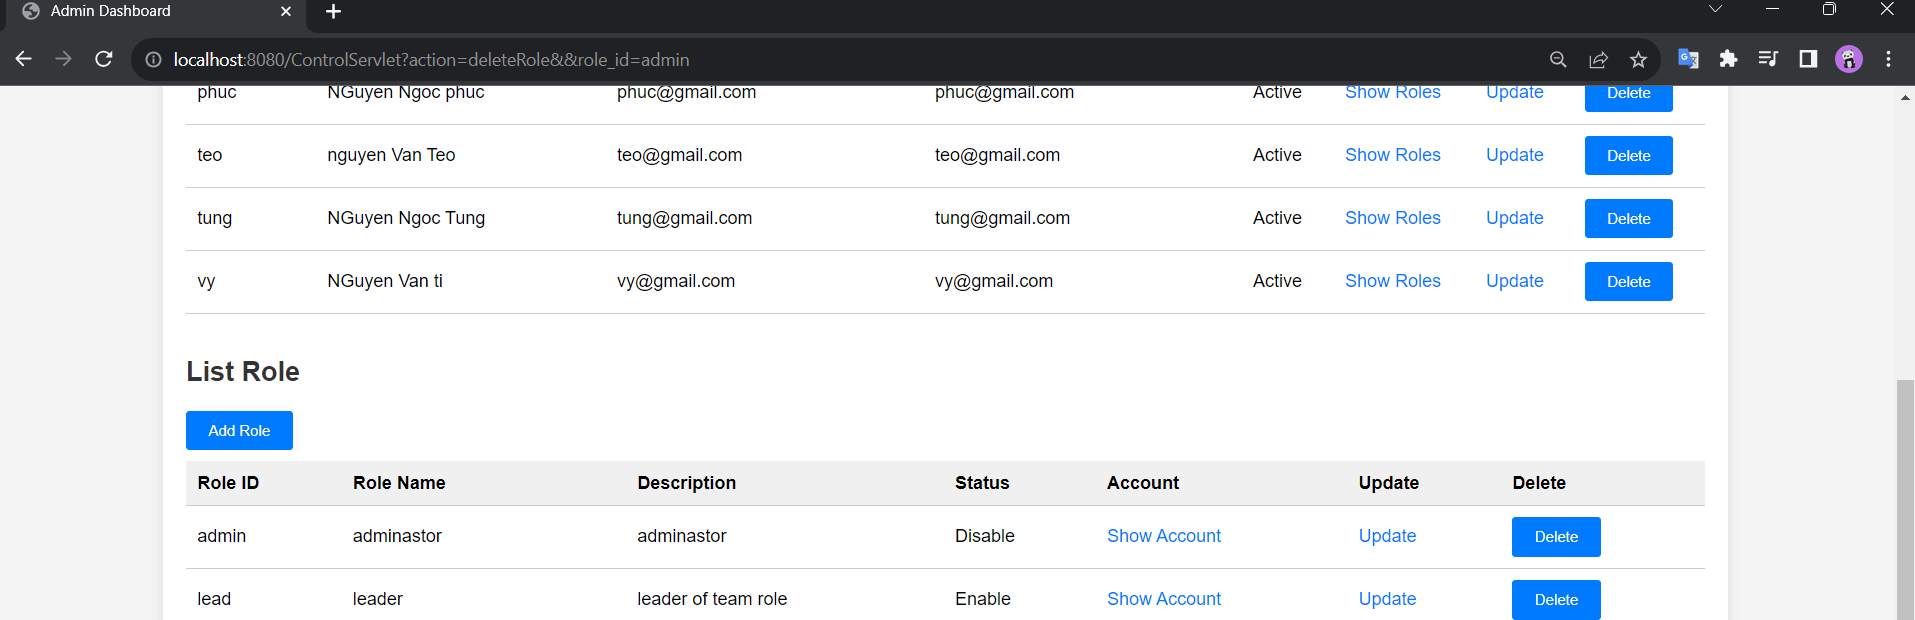 Admin Dashboard
localhost:8080/ControlServlet?action=deleteRole&&role_id=admin
phuc NGuyen Ngoc phuc phuc@gmail.com phuc@gmail.com Active Show Roles Update Delete
teo nguyen Van Teo teo@gmail.com teo@gmail.com Active Show Roles Update Delete
tung NGuyen Ngoc Tung tung@gmail.com tung@gmail.com Active Show Roles Update Delete
vy NGuyen Van ti vy@gmail.com vy@gmail.com Active Show Roles Update Delete
List Role
Add Role
Role ID Role Name Description Status Account Update Delete
admin adminastor adminastor Disable Show Account Update Delete
lead leader leader of team role Enable Show Account Update Delete